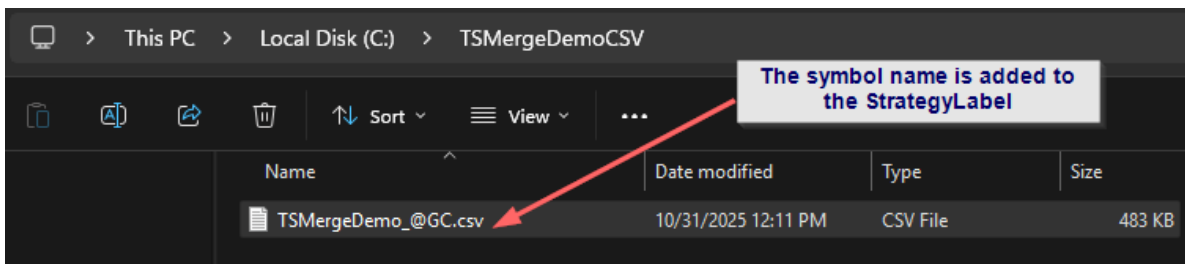 This PC > Local Disk (C:) > TSMergeDemoCSV
The symbol name is added to
the StrategyLabel
Sort View ...
Name Date modified Type Size
TSMergeDemo_@GC.csv 10/31/2025 12:11 PM CSV File 483 KB